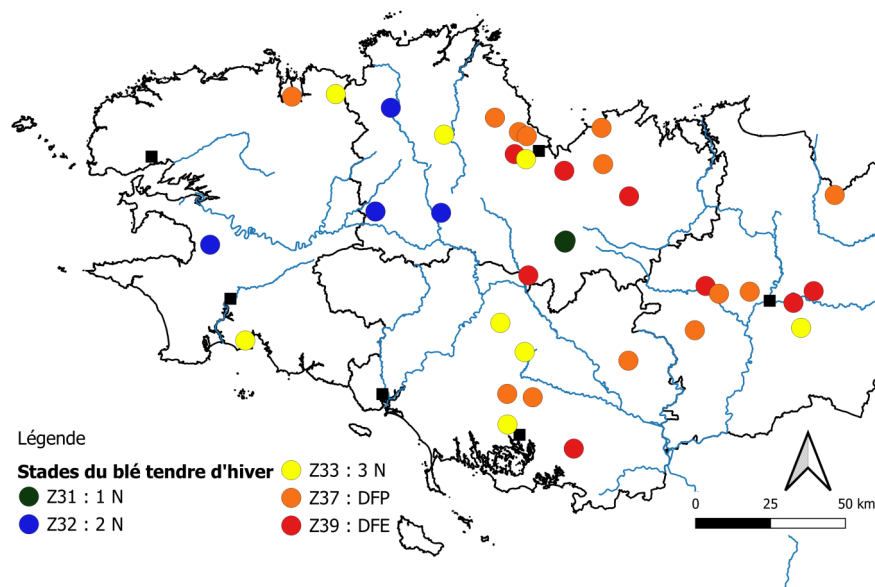 Légende
Stades du blé tendre d'hiver
Z31 : 1 N
Z32 : 2 N
Z33 : 3 N
Z37 : DFP
Z39 : DFE
0 25 50 km